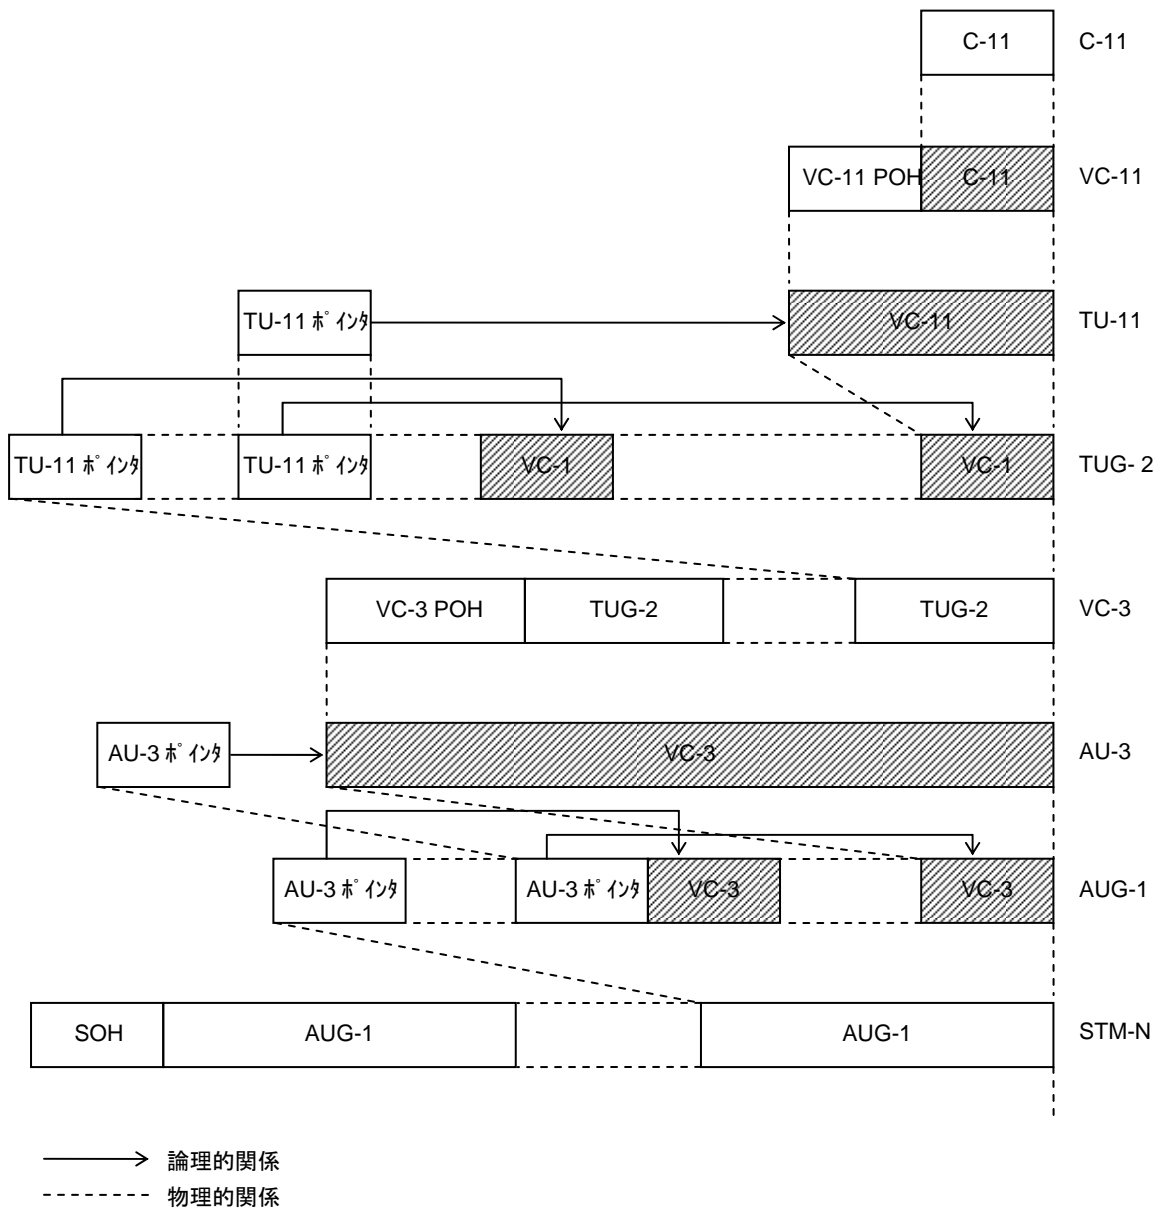 C-11 C-11
VC-11 POH C-11 VC-11
TU-11 ﾎﾟｲﾝﾀ VC-11 TU-11
TU-11 ﾎﾟｲﾝﾀ TU-11 ﾎﾟｲﾝﾀ VC-1 VC-1 TUG- 2
VC-3 POH TUG-2 TUG-2 VC-3
AU-3 ﾎﾟｲﾝﾀ VC-3 AU-3
AU-3 ﾎﾟｲﾝﾀ AU-3 ﾎﾟｲﾝﾀ VC-3 VC-3 AUG-1
SOH AUG-1 AUG-1 STM-N
論理的関係
物理的関係